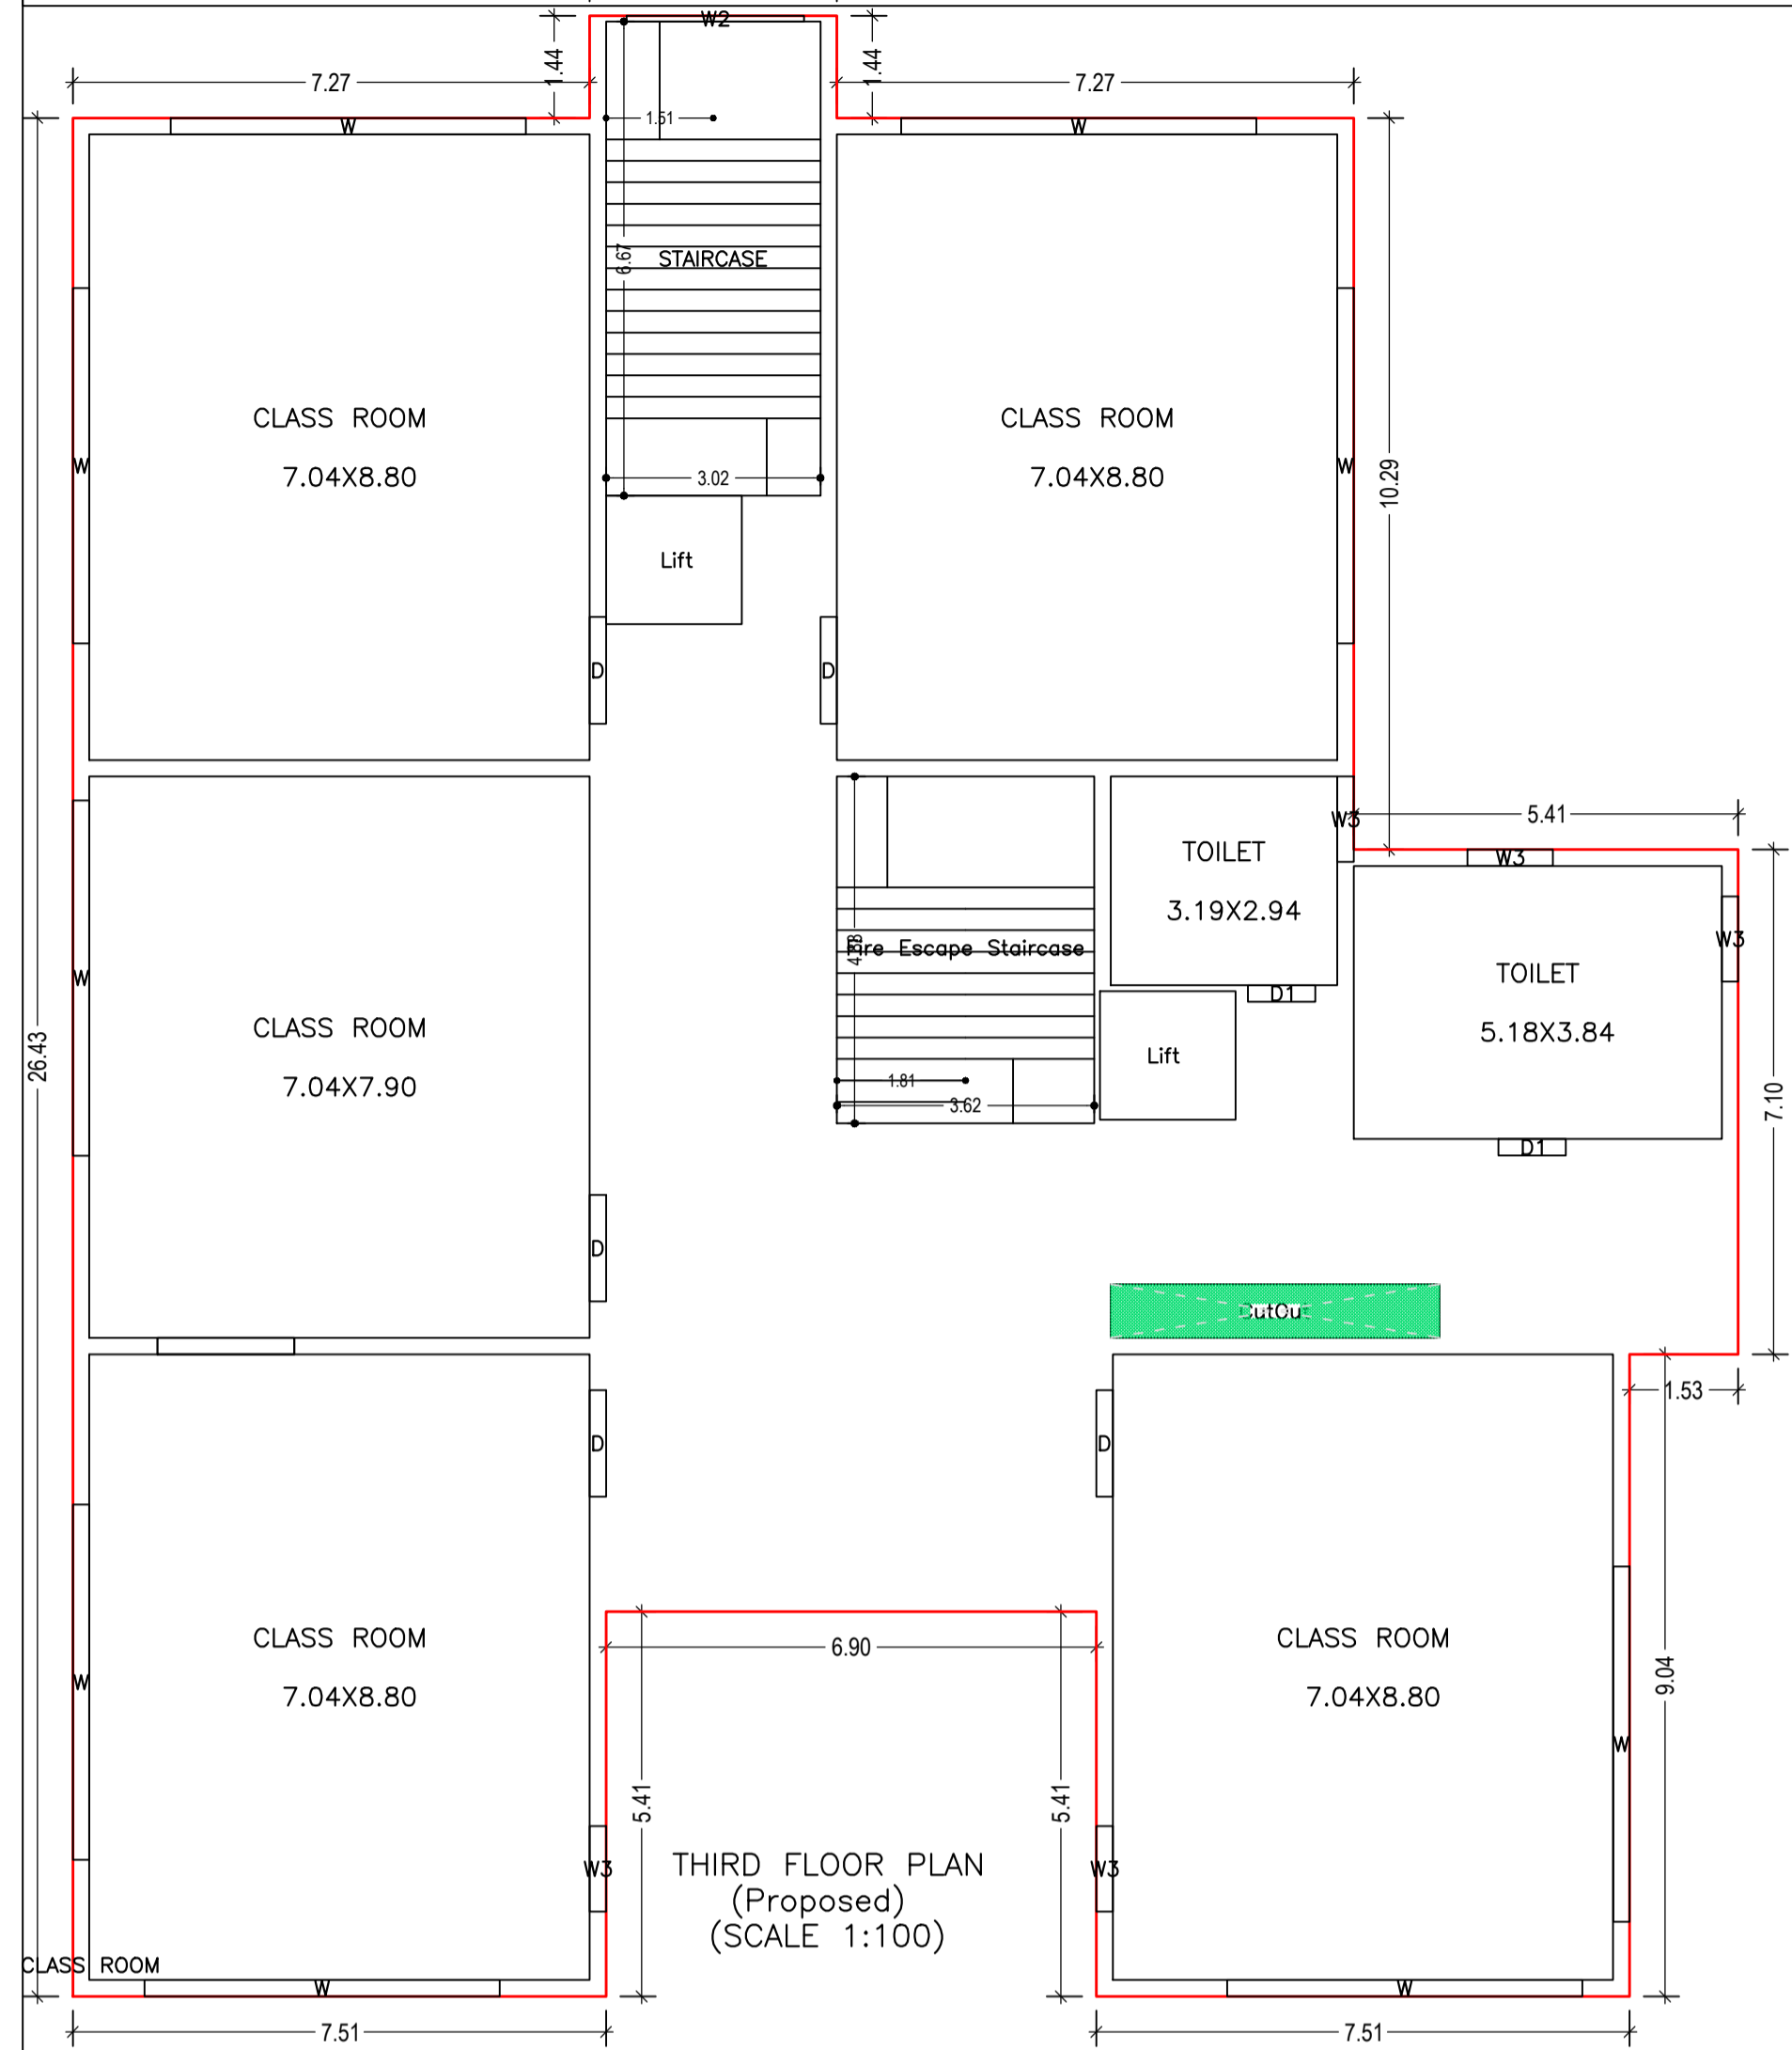 W2
1.44
1.44
7.27
7.27
1.51
W
W
6.67
STAIRCASE
CLASS ROOM
7.04X8.80
CLASS ROOM
7.04X8.80
W
W
10.29
3.02
Lift
D
D
W3
5.41
TOILET
3.19X2.94
W3
W3
Fire Escape Staircase
TOILET
5.18X3.84
W
D1
CLASS ROOM
7.04X7.90
26.43
Lift
1.81
3.62
7.10
D1
D
CutOut
1.53
D
D
CLASS ROOM
7.04X8.80
6.90
CLASS ROOM
7.04X8.80
9.04
W
W
5.41
5.41
W3
W3
THIRD FLOOR PLAN
(Proposed)
(SCALE 1:100)
CLASS ROOM
W
W
7.51
7.51